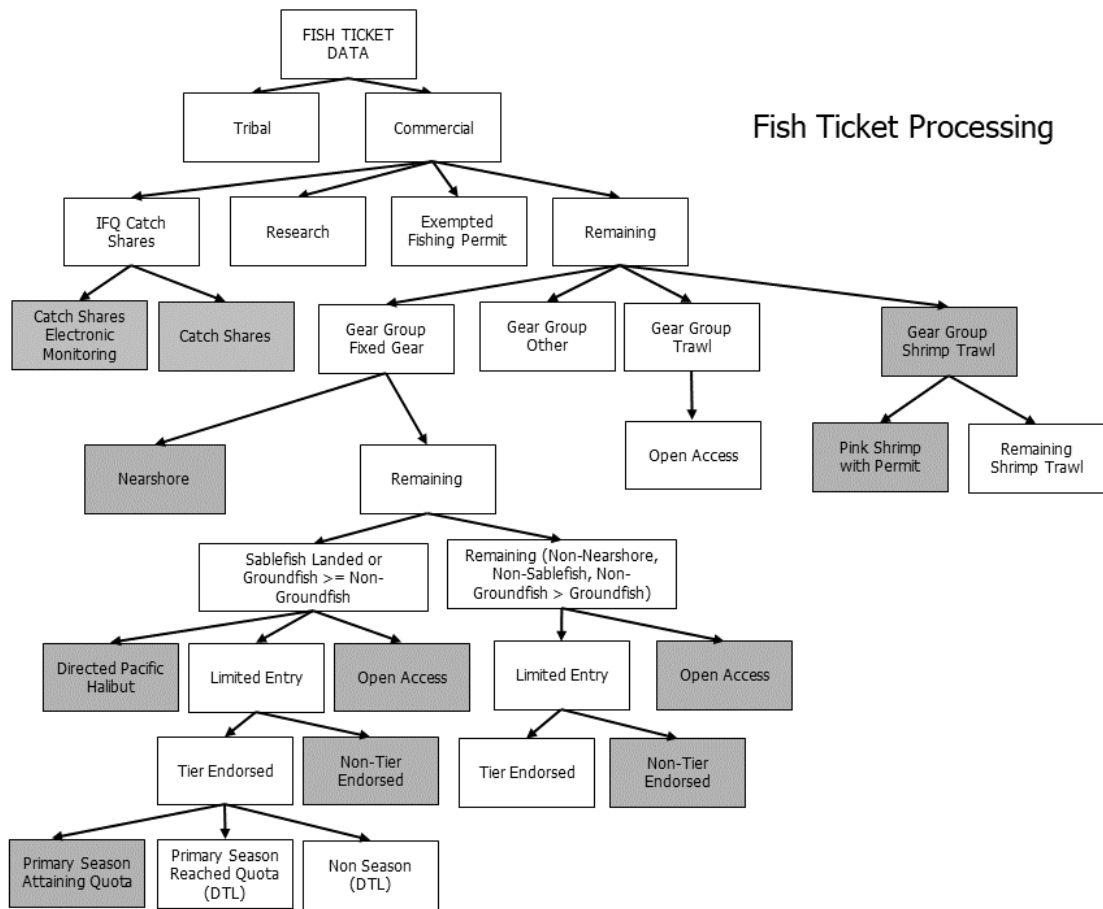 FISH TICKET
DATA
Fish Ticket Processing
Tribal
Commercial
IFQ Catch
Shares
Research
Exempted
Fishing Permit
Remaining
Catch Shares
Electronic
Monitoring
Catch Shares
Gear Group
Fixed Gear
Gear Group
Other
Gear Group
Trawl
Gear Group
Shrimp Trawl
Nearshore
Remaining
Open Access
Pink Shrimp
with Permit
Remaining
Shrimp Trawl
Sablefish Landed or
Groundfish >= Non-
Groundfish
Remaining (Non-Nearshore,
Non-Sablefish, Non-
Groundfish > Groundfish)
Directed Pacific
Halibut
Limited Entry
Open Access
Limited Entry
Open Access
Tier Endorsed
Non-Tier
Endorsed
Tier Endorsed
Non-Tier
Endorsed
Primary Season
Attaining Quota
Primary Season
Reached Quota
(DTL)
Non Season
(DTL)